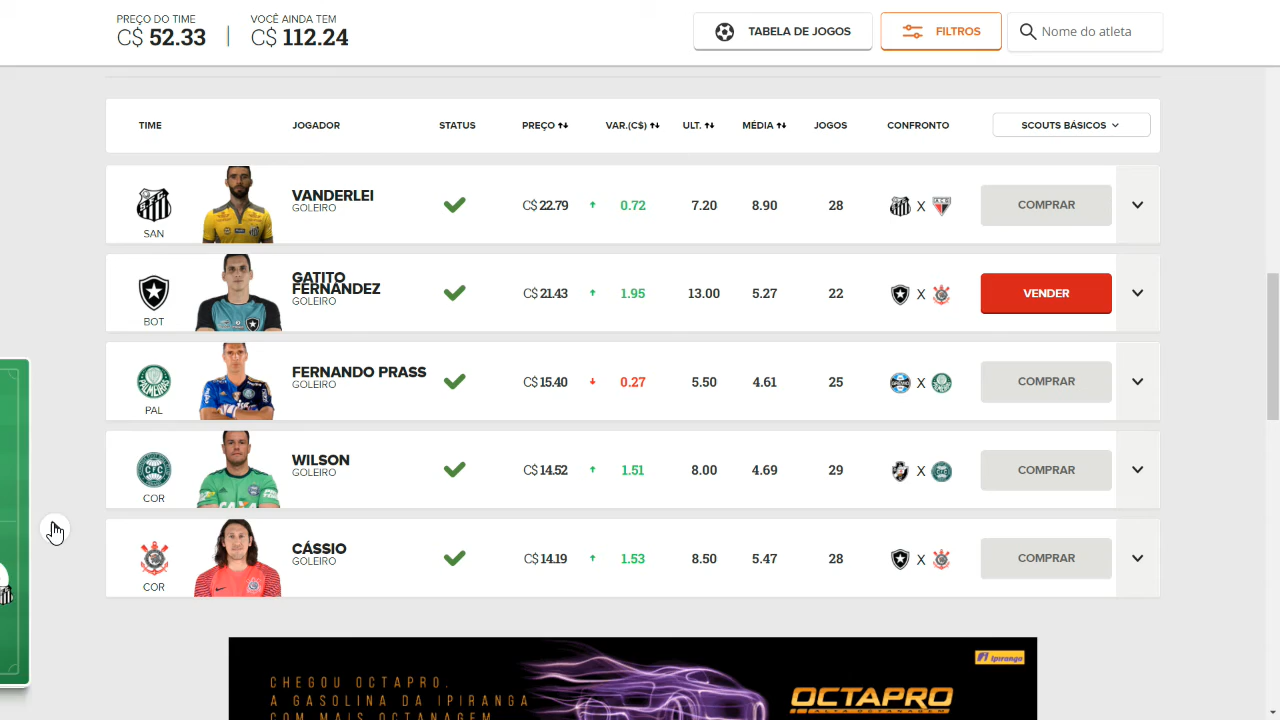 PREÇO DO TIME
C$ 52.33
VOCÊ AINDA TEM
C$ 112.24
TABELA DE JOGOS
FILTROS
Nome do atleta
TIME JOGADOR STATUS PREÇO VAR.(C$) ULT. MÉDIA JOGOS CONFRONTO SCOUTS BÁSICOS
SAN
VANDERLEI
GOLEIRO
C$ 22.79 0.72 7.20 8.90 28 X COMPRAR
BOT
GATITO
FERNÁNDEZ
GOLEIRO
C$ 21.43 1.95 13.00 5.27 22 X VENDER
PAL
FERNANDO PRASS
GOLEIRO
C$ 15.40 0.27 5.50 4.61 25 X COMPRAR
COR
WILSON
GOLEIRO
C$ 14.52 1.51 8.00 4.69 29 X COMPRAR
COR
CÁSSIO
GOLEIRO
C$ 14.19 1.53 8.50 5.47 28 X COMPRAR
CHEGOU OCTAPRO.
A GASOLINA DA IPIRANGA
COM MAIS OCTANAGEM
Ipiranga
OCTAPRO
ALTA OCTANAGEM